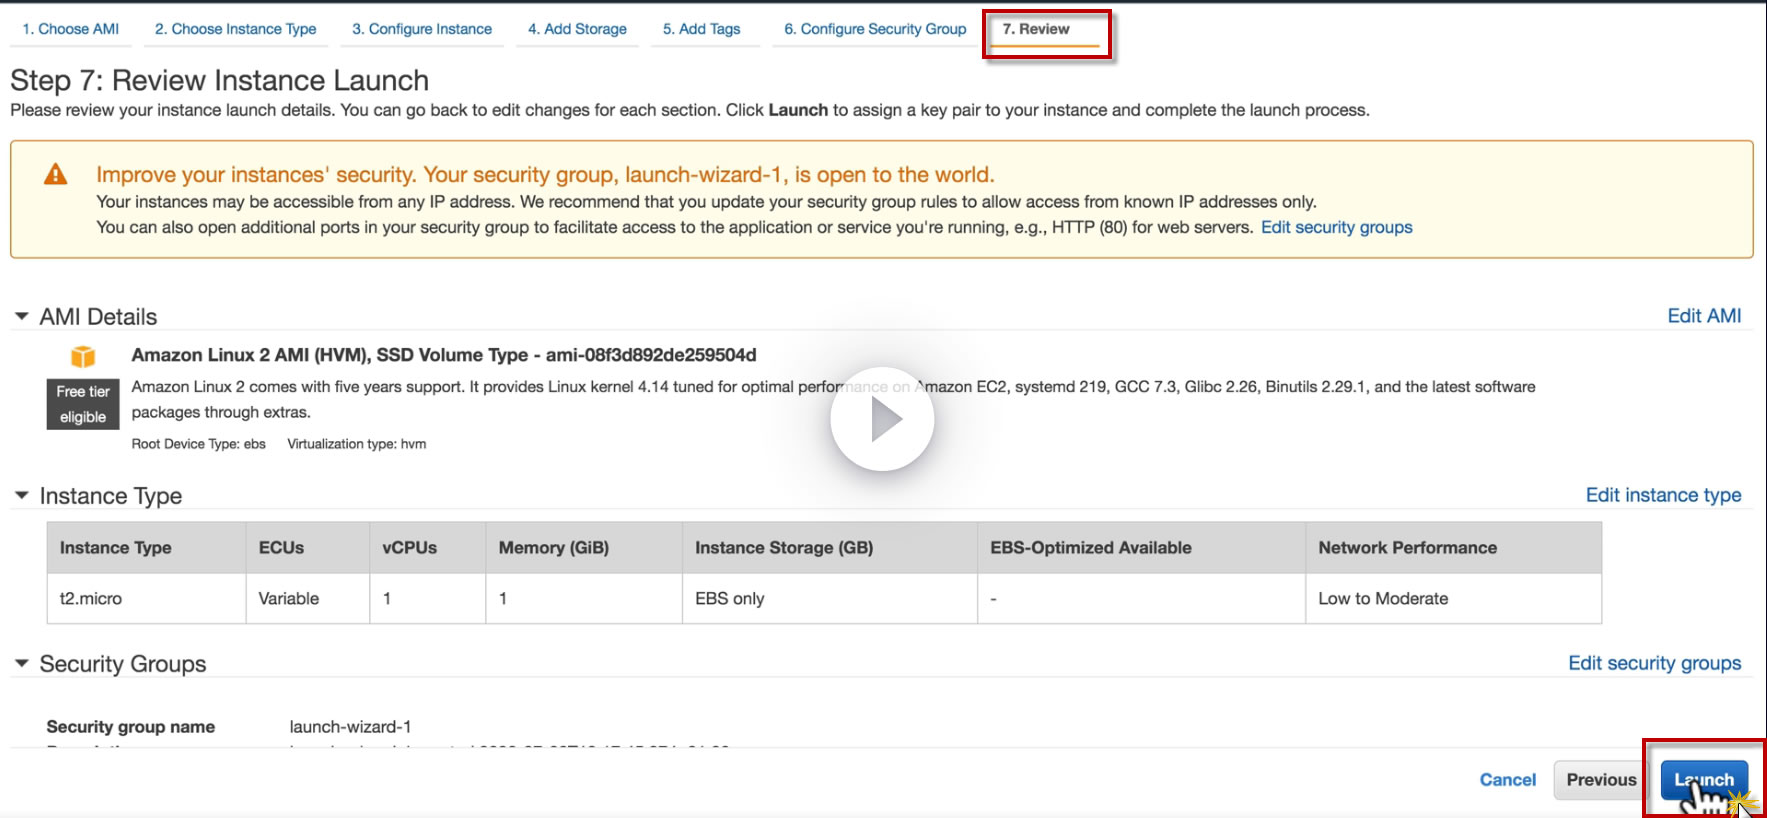 1. Choose AMI 2. Choose Instance Type 3. Configure Instance 4. Add Storage 5. Add Tags 6. Configure Security Group 7. Review
Step 7: Review Instance Launch
Please review your instance launch details. You can go back to edit changes for each section. Click Launch to assign a key pair to your instance and complete the launch process.
Improve your instances' security. Your security group, launch-wizard-1, is open to the world.
Your instances may be accessible from any IP address. We recommend that you update your security group rules to allow access from known IP addresses only.
You can also open additional ports in your security group to facilitate access to the application or service you're running, e.g., HTTP (80) for web servers. Edit security groups
AMI Details Edit AMI
Amazon Linux 2 AMI (HVM), SSD Volume Type - ami-08f3d892de259504d
Free tier eligible
Amazon Linux 2 comes with five years support. It provides Linux kernel 4.14 tuned for optimal performance on Amazon EC2, systemd 219, GCC 7.3, Glibc 2.26, Binutils 2.29.1, and the latest software
packages through extras.
Root Device Type: ebs Virtualization type: hvm
Instance Type Edit instance type
Instance Type ECUs vCPUs Memory (GiB) Instance Storage (GB) EBS-Optimized Available Network Performance
t2.micro Variable 1 1 EBS only - Low to Moderate
Security Groups Edit security groups
Security group name launch-wizard-1
Cancel Previous Launch